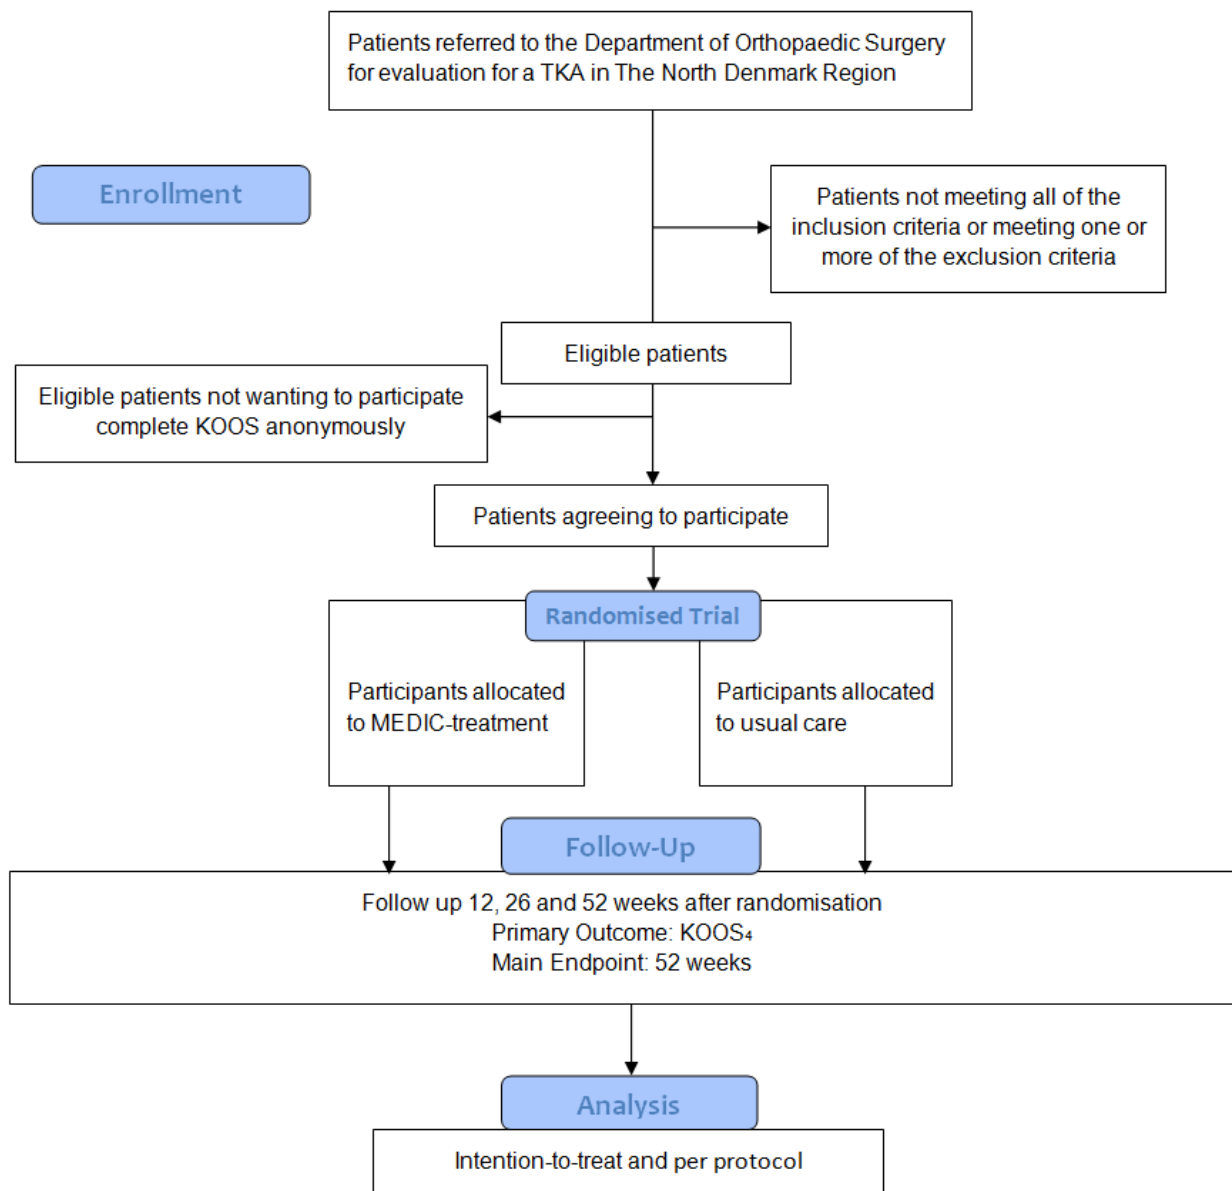 Patients referred to the Department of Orthopaedic Surgery
for evaluation for a TKA in The North Denmark Region
Enrollment
Patients not meeting all of the
inclusion criteria or meeting one or
more of the exclusion criteria
Eligible patients
Eligible patients not wanting to participate
complete KOOS anonymously
Patients agreeing to participate
Randomised Trial
Participants allocated
to MEDIC-treatment
Participants allocated
to usual care
Follow-Up
Follow up 12, 26 and 52 weeks after randomisation
Primary Outcome: KOOS₄
Main Endpoint: 52 weeks
Analysis
Intention-to-treat and per protocol